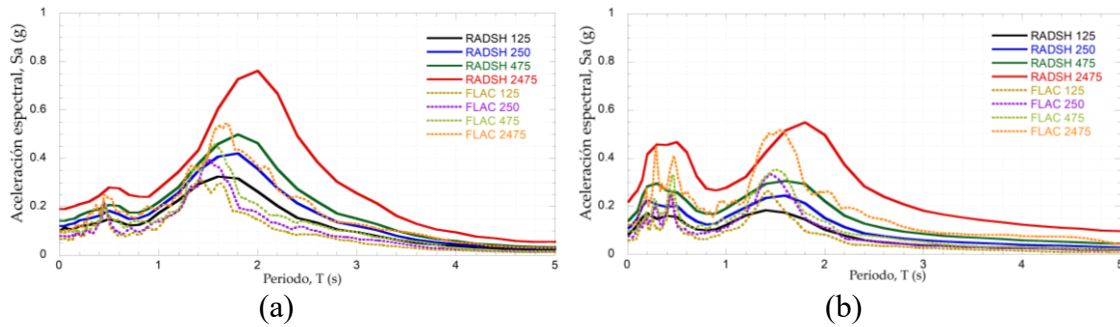 Aceleración espectral, Sa (g)
1
0.8
0.6
0.4
0.2
0
0
1
2
3
4
5
Periodo, T (s)
RADSH 125
RADSH 250
RADSH 475
RADSH 2475
FLAC 125
FLAC 250
FLAC 475
FLAC 2475
(a)
Aceleración espectral, Sa (g)
1
0.8
0.6
0.4
0.2
0
0
1
2
3
4
5
Periodo, T (s)
RADSH 125
RADSH 250
RADSH 475
RADSH 2475
FLAC 125
FLAC 250
FLAC 475
FLAC 2475
(b)